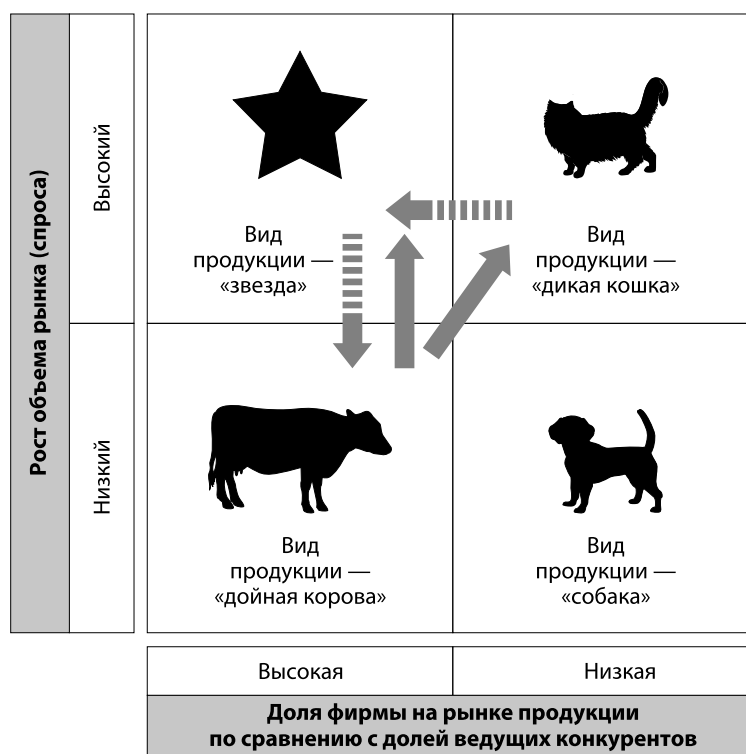 Рост объема рынка (спроса)
Высокий
Вид
продукции —
«звезда»
Вид
продукции —
«дикая кошка»
Низкий
Вид
продукции —
«дойная корова»
Вид
продукции —
«собака»
Высокая
Низкая
Доля фирмы на рынке продукции
по сравнению с долей ведущих конкурентов